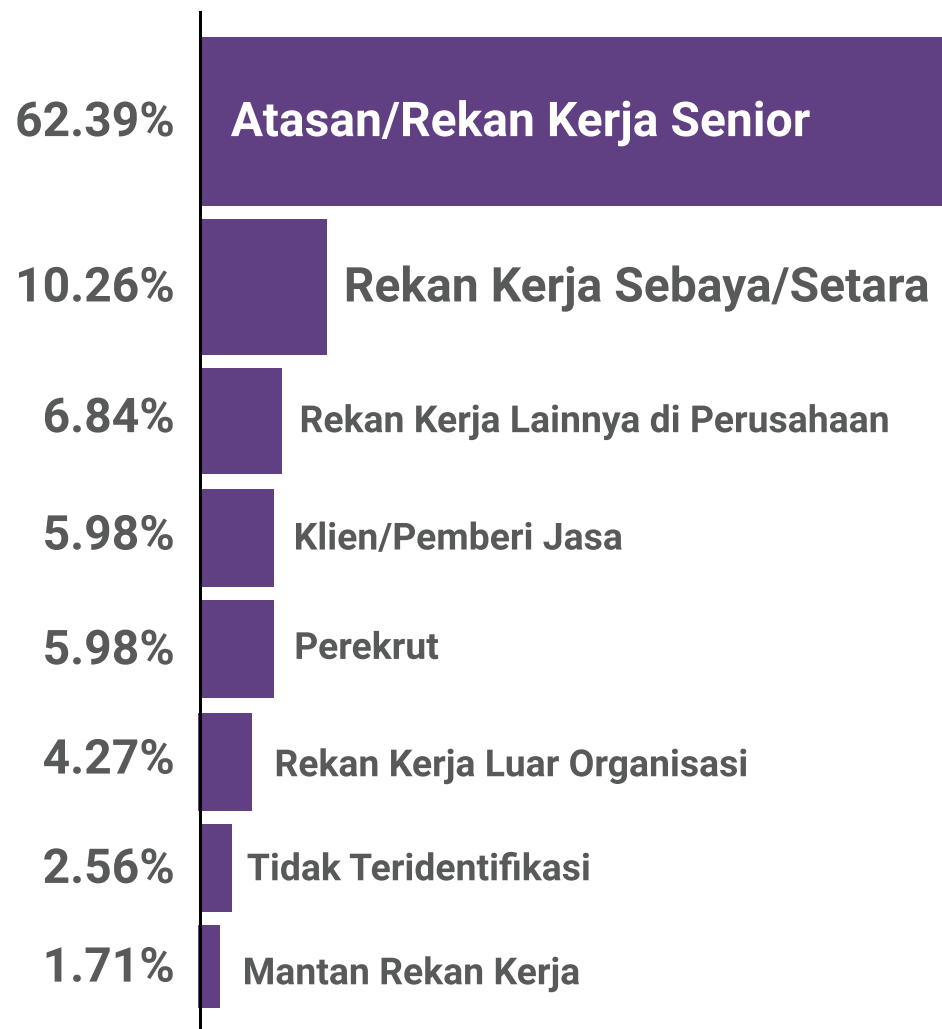 62.39% Atasan/Rekan Kerja Senior
10.26% Rekan Kerja Sebaya/Setara
6.84% Rekan Kerja Lainnya di Perusahaan
5.98% Klien/Pemberi Jasa
5.98% Perekrut
4.27% Rekan Kerja Luar Organisasi
2.56% Tidak Teridentifikasi
1.71% Mantan Rekan Kerja